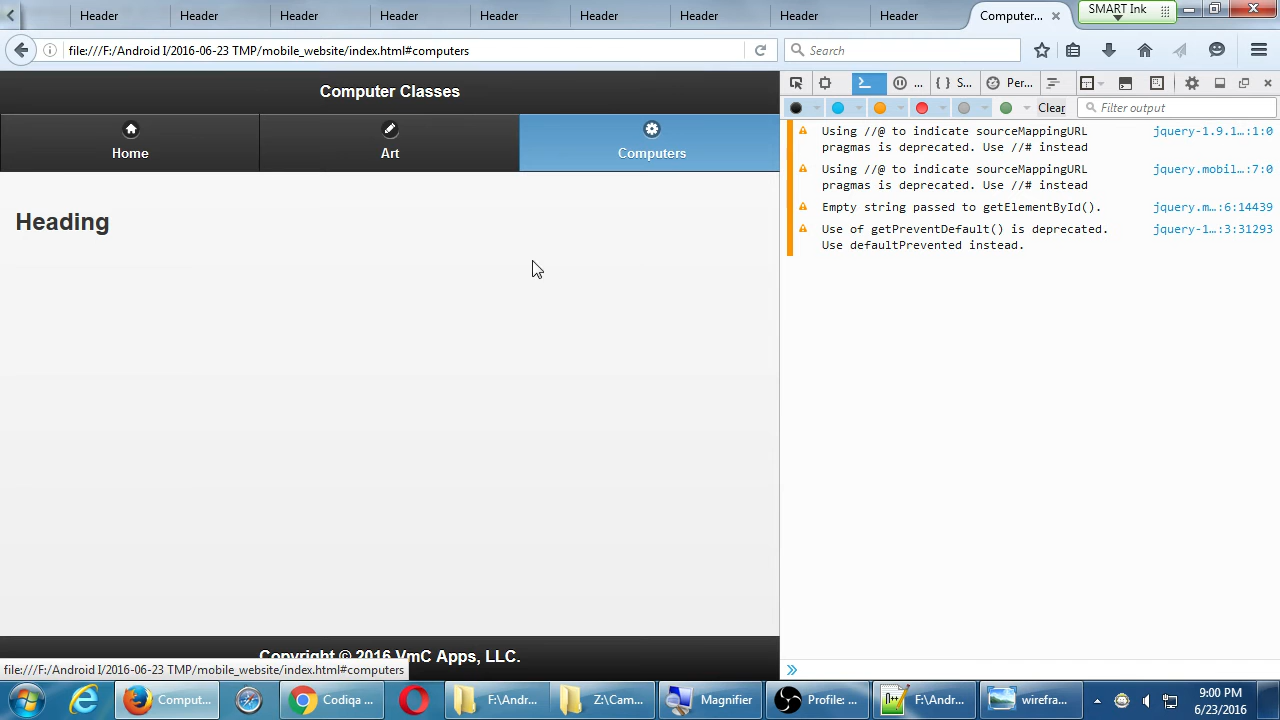 Header Header Header Header Header Header Header Header Header Computer... SMART Ink
file:///F:/Android I/2016-06-23 TMP/mobile_website/index.html#computers Search
Computer Classes
S... Per...
Home Art Computers
Clear Filter output
Heading
Using //@ to indicate sourceMappingURL jquery-1.9.1...:1:0
pragmas is deprecated. Use //# instead
Using //@ to indicate sourceMappingURL jquery.mobil...:7:0
pragmas is deprecated. Use //# instead
Empty string passed to getElementById(). jquery.m...:6:14439
Use of getPreventDefault() is deprecated. jquery-1...:3:31293
Use defaultPrevented instead.
Copyright © 2016 VmC Apps, LLC.
file:///F:/Android I/2016-06-23 TMP/mobile_website/index.html#computers
Comput... Codiqa ... F:\Andr... Z:\Cam... Magnifier Profile: ... F:\Andr... wirefra...
9:00 PM
6/23/2016